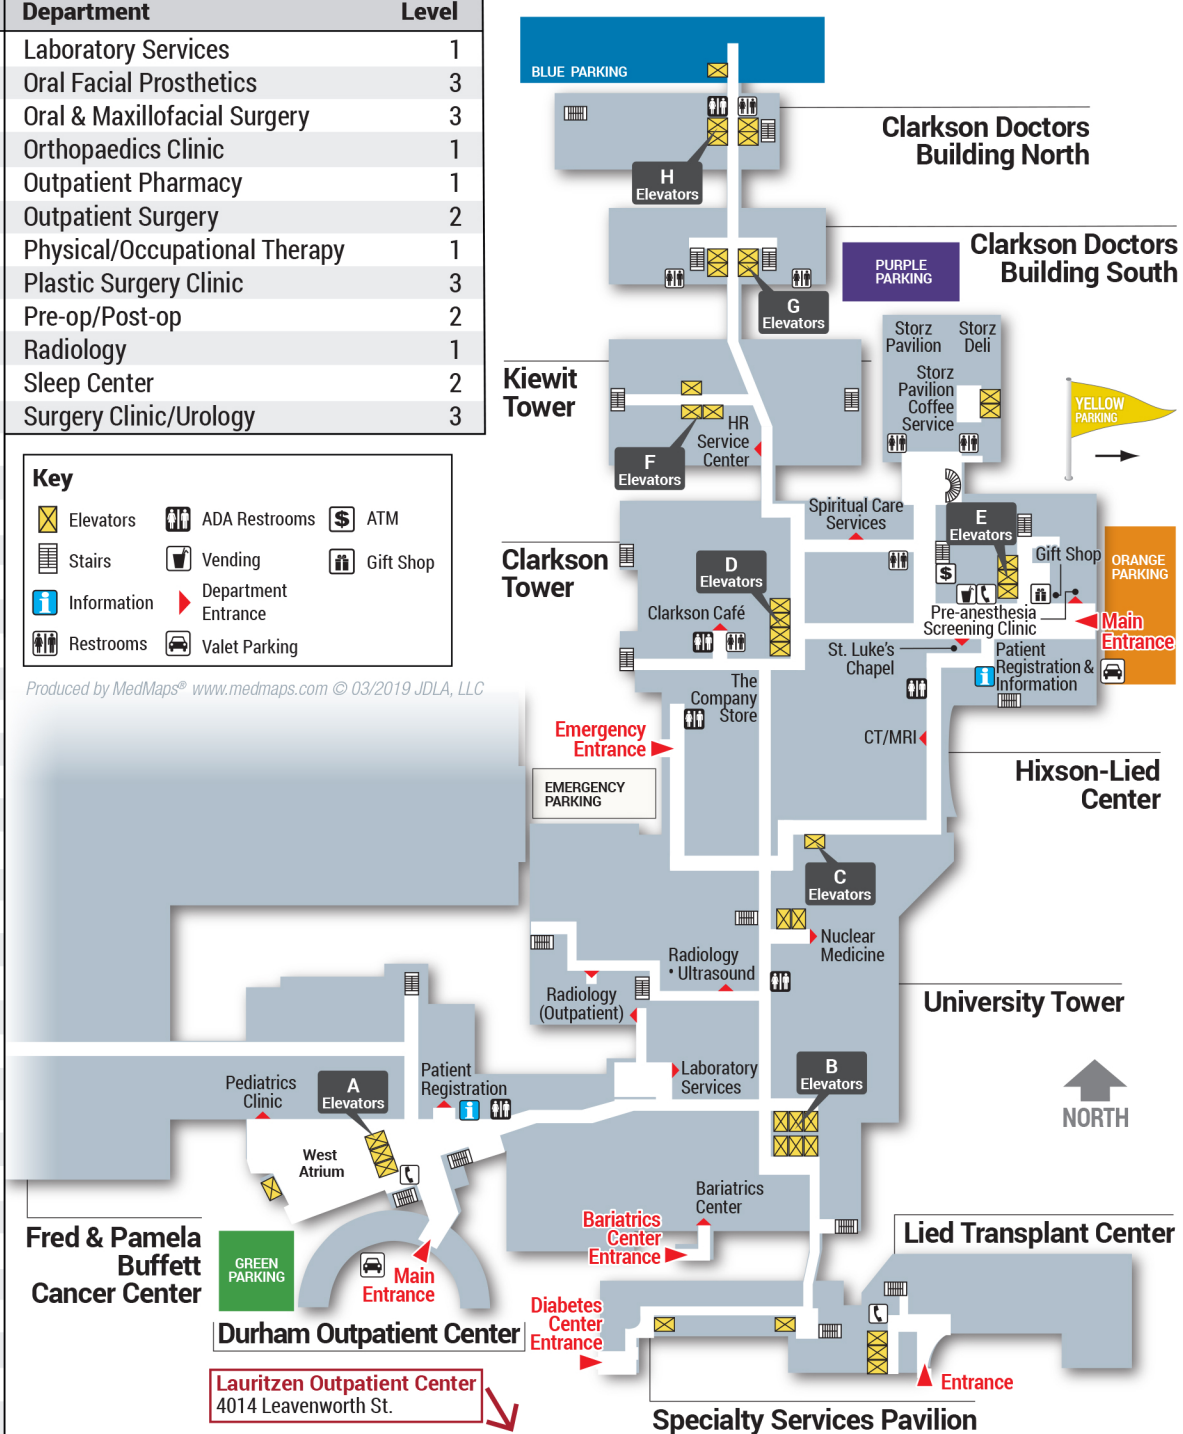 Department Level
Laboratory Services 1
Oral Facial Prosthetics 3
Oral & Maxillofacial Surgery 3
Orthopaedics Clinic 1
Outpatient Pharmacy 1
Outpatient Surgery 2
Physical/Occupational Therapy 1
Plastic Surgery Clinic 3
Pre-op/Post-op 2
Radiology 1
Sleep Center 2
Surgery Clinic/Urology 3
Key
Elevators
ADA Restrooms
$ ATM
Stairs
Vending
Gift Shop
i Information
Department
Entrance
Restrooms
Valet Parking
Produced by MedMaps® www.medmaps.com © 03/2019 JDLA, LLC
BLUE PARKING
Clarkson Doctors
Building North
H
Elevators
Clarkson Doctors
Building South
PURPLE
PARKING
G
Elevators
Storz
Pavilion
Storz
Deli
Storz
Pavilion
Coffee
Service
Kiewit
Tower
HR
Service
Center
F
Elevators
YELLOW
PARKING
Spiritual Care
Services
E
Elevators
Gift Shop
ORANGE
PARKING
$
Clarkson
Tower
D
Elevators
Clarkson Café
Pre-anesthesia
Screening Clinic
Main
Entrance
St. Luke's
Chapel
Patient
Registration &
Information
i
The
Company
Store
Emergency
Entrance
CT/MRI
EMERGENCY
PARKING
Hixson-Lied
Center
C
Elevators
Nuclear
Medicine
Radiology
• Ultrasound
Radiology
(Outpatient)
University Tower
Laboratory
Services
B
Elevators
NORTH
Pediatrics
Clinic
A
Elevators
Patient
Registration
i
West
Atrium
Bariatrics
Center
Bariatrics
Center
Entrance
Fred & Pamela
Buffett
Cancer Center
GREEN
PARKING
Main
Entrance
Lied Transplant Center
Durham Outpatient Center
Diabetes
Center
Entrance
Entrance
Lauritzen Outpatient Center
4014 Leavenworth St.
Specialty Services Pavilion